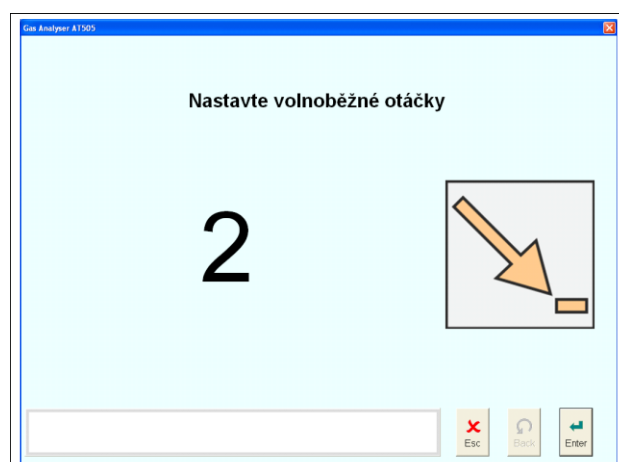 Gas Analyser AT505
Nastavte volnoběžné otáčky
2
Esc
Back
Enter